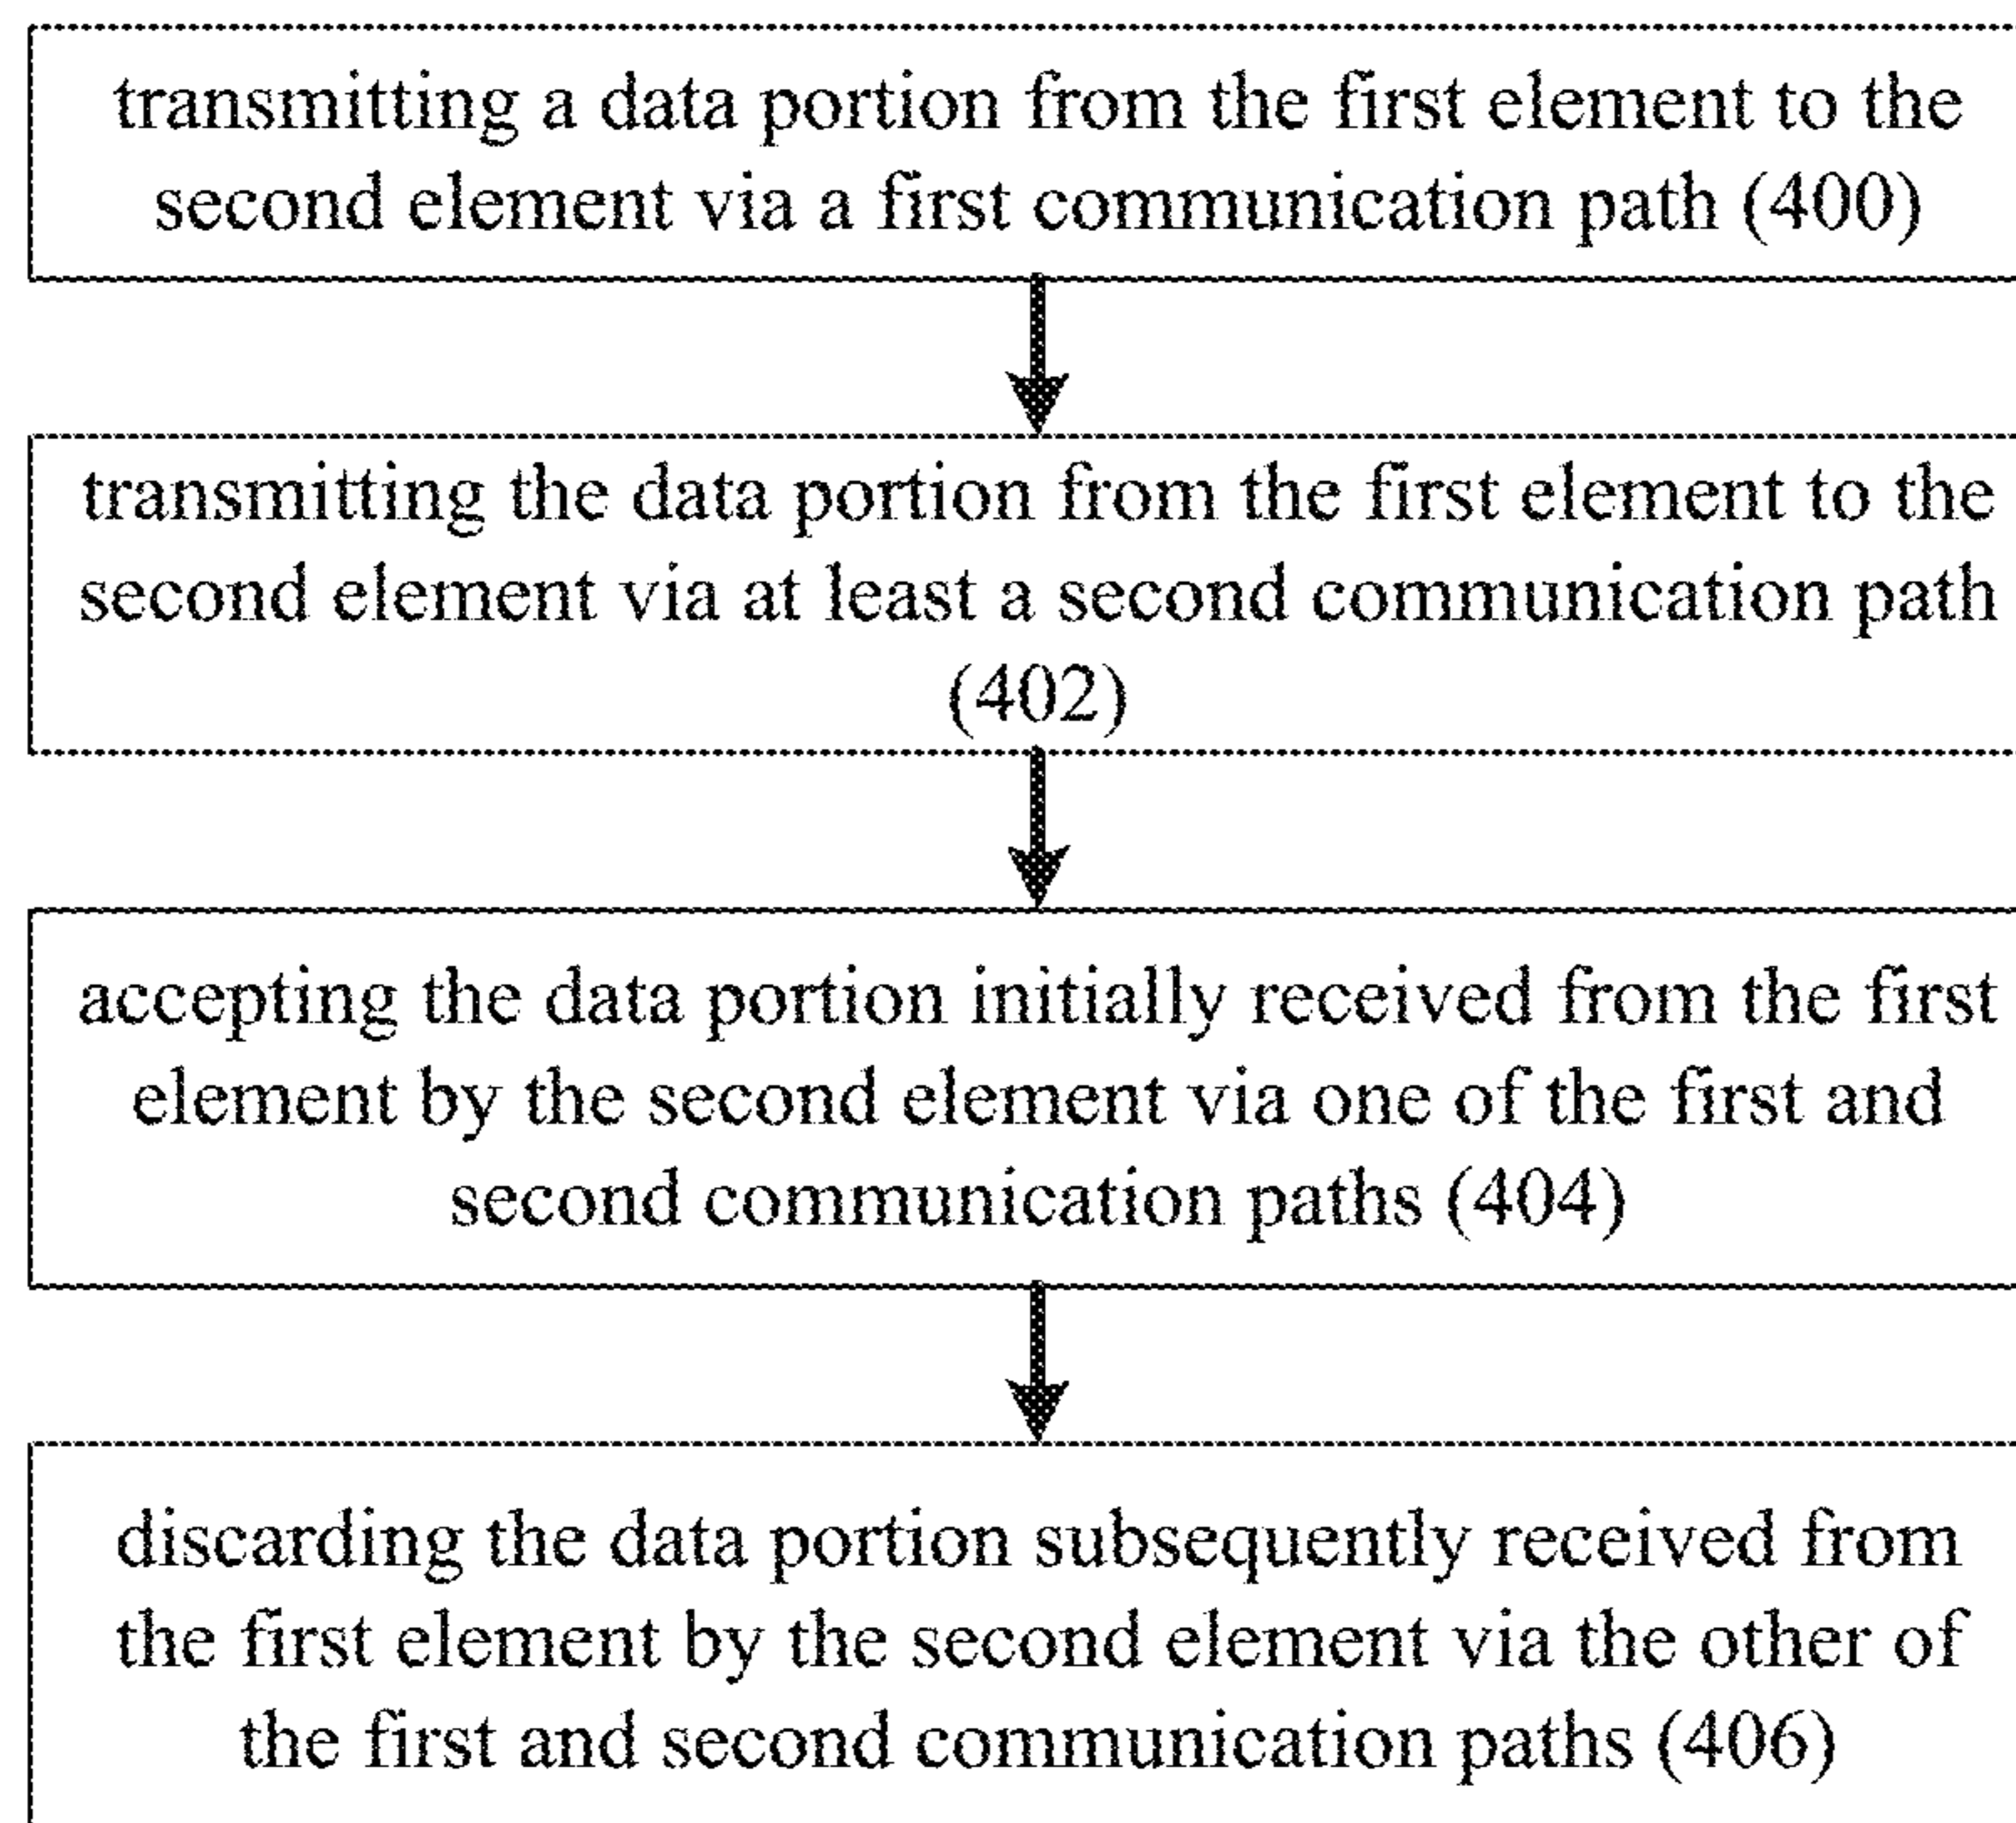 transmitting a data portion from the first element to the
second element via a first communication path (400)
transmitting the data portion from the first element to the
second element via at least a second communication path
(402)
accepting the data portion initially received from the first
element by the second element via one of the first and
second communication paths (404)
discarding the data portion subsequently received from
the first element by the second element via the other of
the first and second communication paths (406)